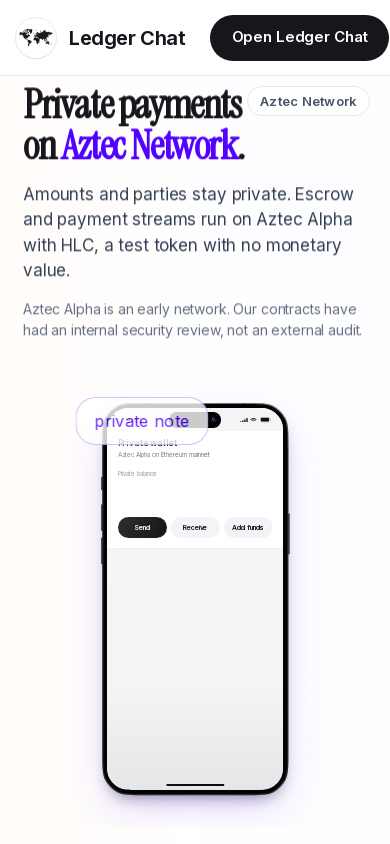 Ledger Chat
Open Ledger Chat
Private payments
Aztec Network
on Aztec Network.
Amounts and parties stay private. Escrow
and payment streams run on Aztec Alpha
with HLC, a test token with no monetary
value.
Aztec Alpha is an early network. Our contracts have
had an internal security review, not an external audit.
private note
Private wallet
Aztec Alpha on Ethereum mainnet
Private balance
Send
Receive
Add funds